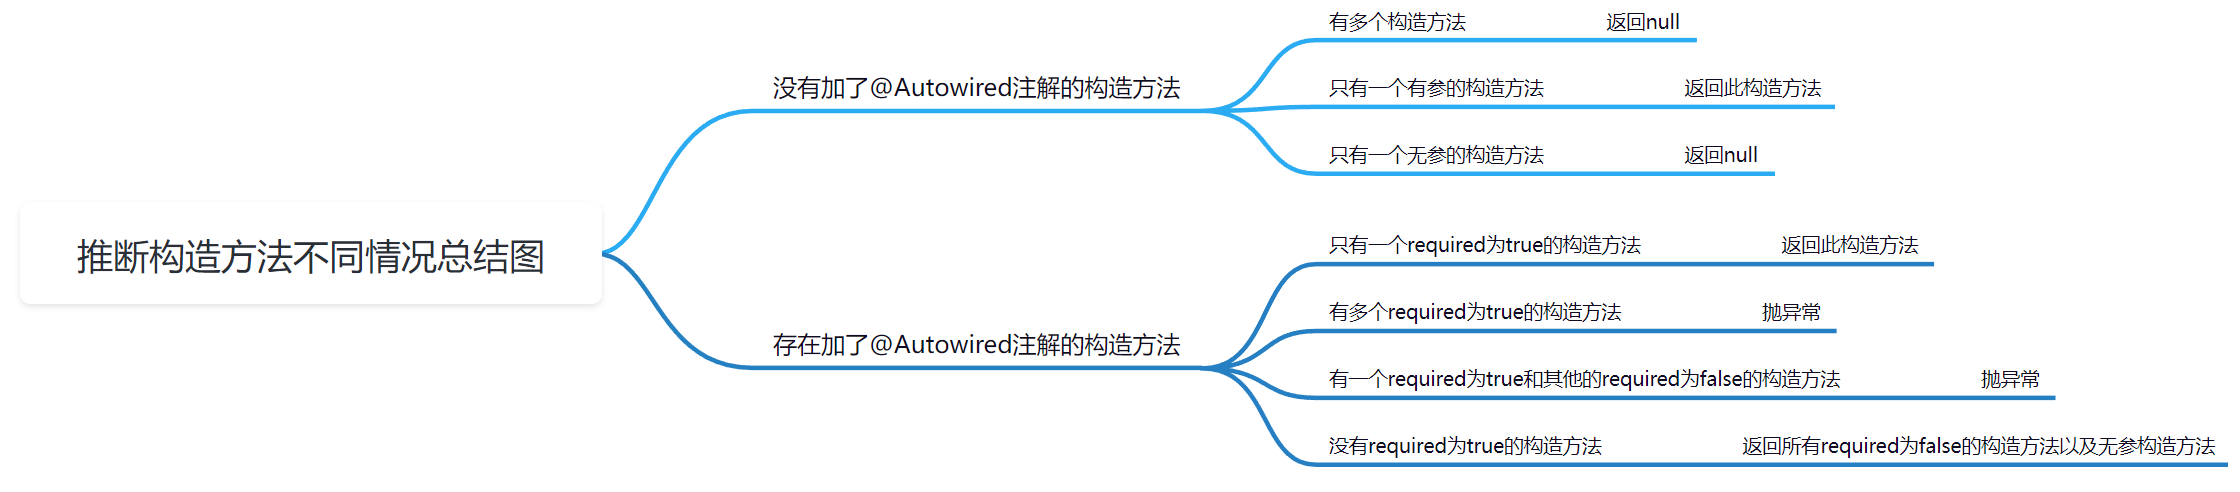 推断构造方法不同情况总结图
没有加了@Autowired注解的构造方法
有多个构造方法 返回null
只有一个有参的构造方法 返回此构造方法
只有一个无参的构造方法 返回null
存在加了@Autowired注解的构造方法
只有一个required为true的构造方法 返回此构造方法
有多个required为true的构造方法 抛异常
有一个required为true和其他的required为false的构造方法 抛异常
没有required为true的构造方法 返回所有required为false的构造方法以及无参构造方法